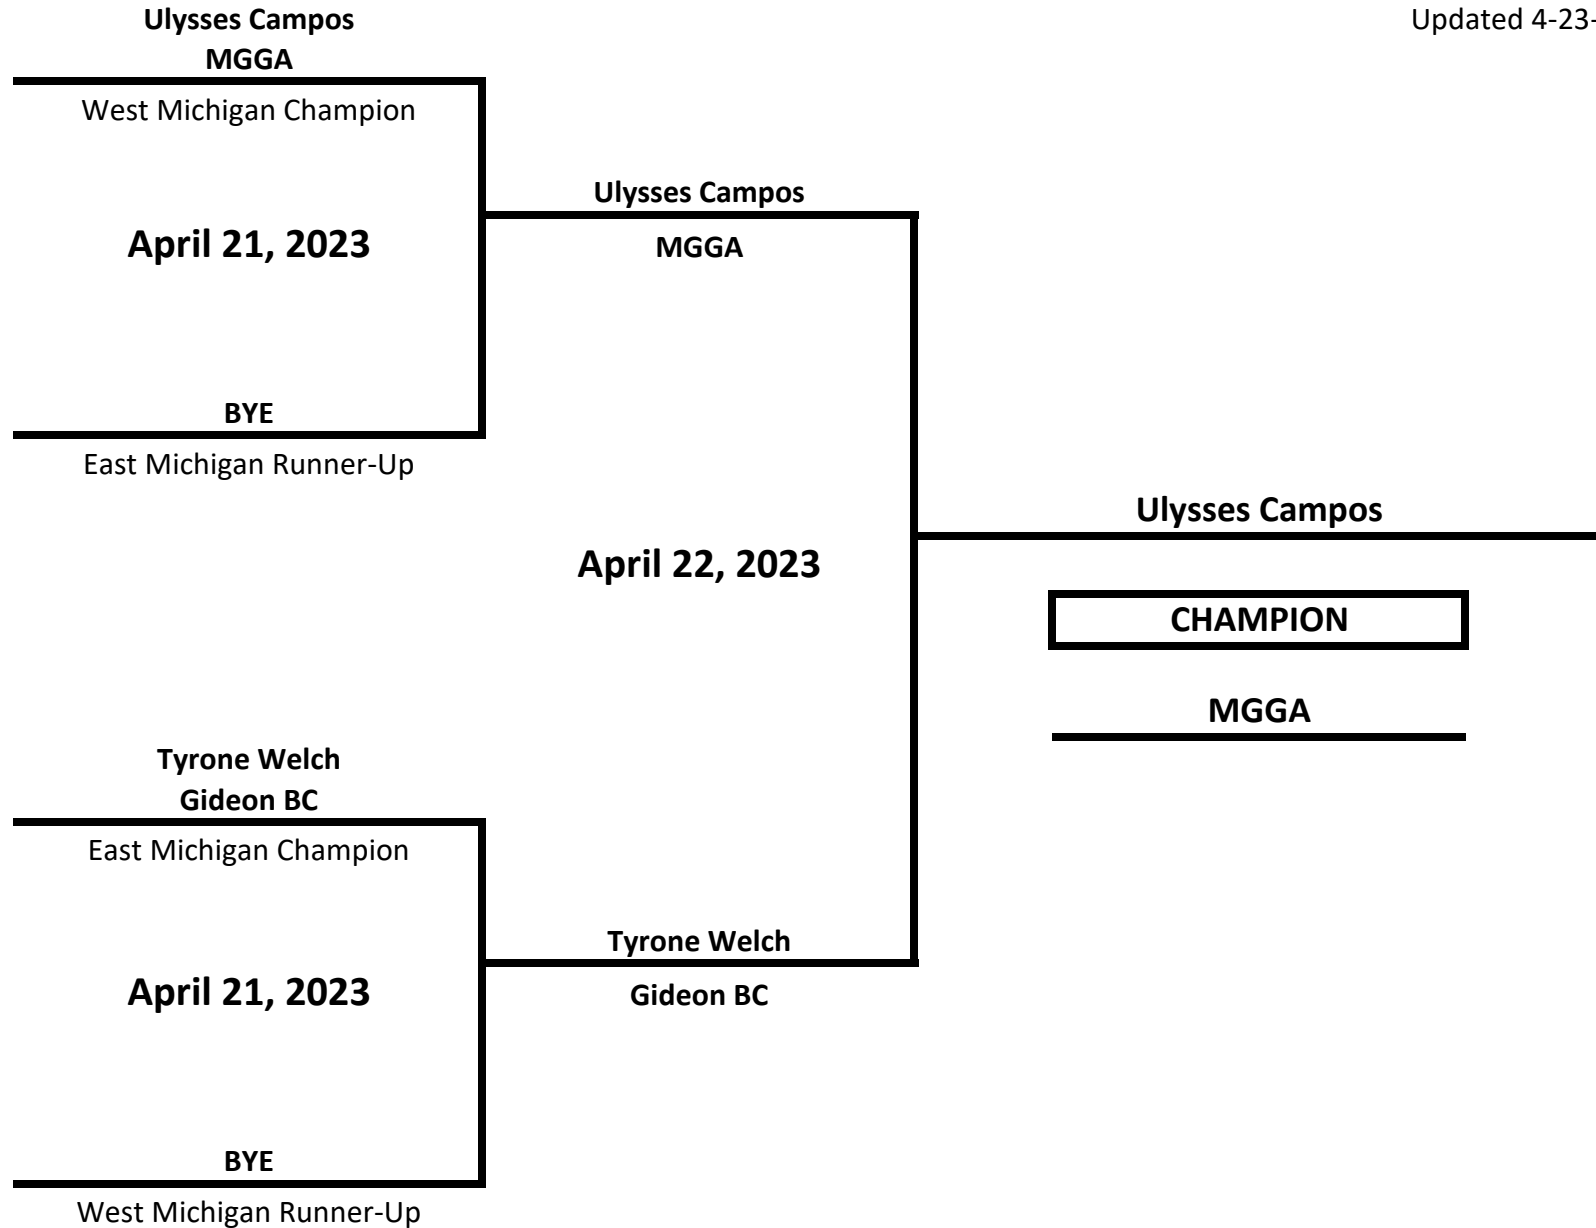 Updated 4-23-
Ulysses Campos
MGGA
West Michigan Champion
April 21, 2023
BYE
East Michigan Runner-Up
Ulysses Campos
MGGA
April 22, 2023
Ulysses Campos
CHAMPION
MGGA
Tyrone Welch
Gideon BC
East Michigan Champion
April 21, 2023
BYE
West Michigan Runner-Up
Tyrone Welch
Gideon BC